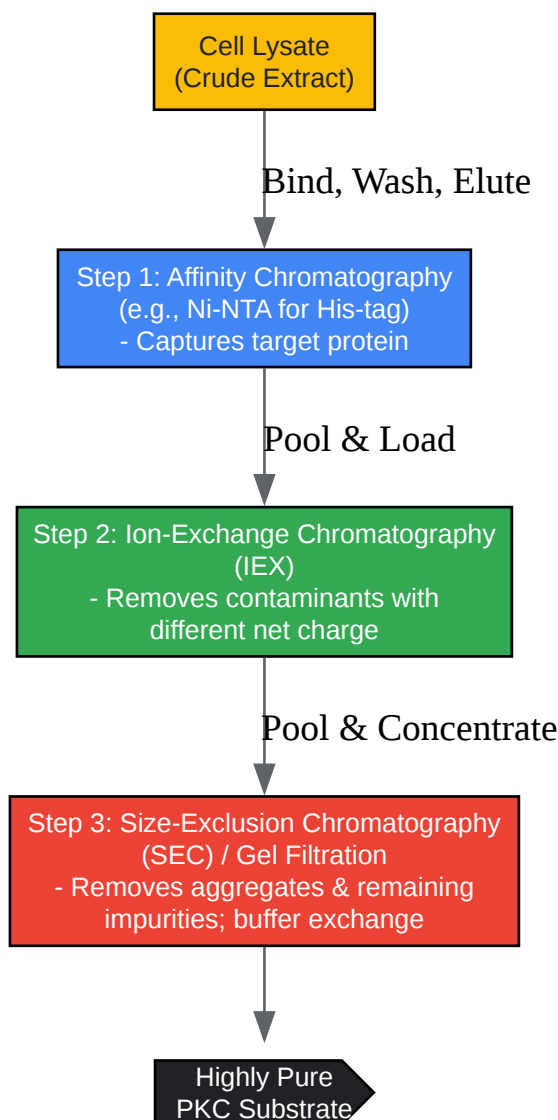 Cell Lysate
(Crude Extract)
Bind, Wash, Elute
Step 1: Affinity Chromatography
(e.g., Ni-NTA for His-tag)
- Captures target protein
Pool & Load
Step 2: Ion-Exchange Chromatography
(IEX)
- Removes contaminants with
different net charge
Pool & Concentrate
Step 3: Size-Exclusion Chromatography
(SEC) / Gel Filtration
- Removes aggregates & remaining
impurities; buffer exchange
Highly Pure
PKC Substrate